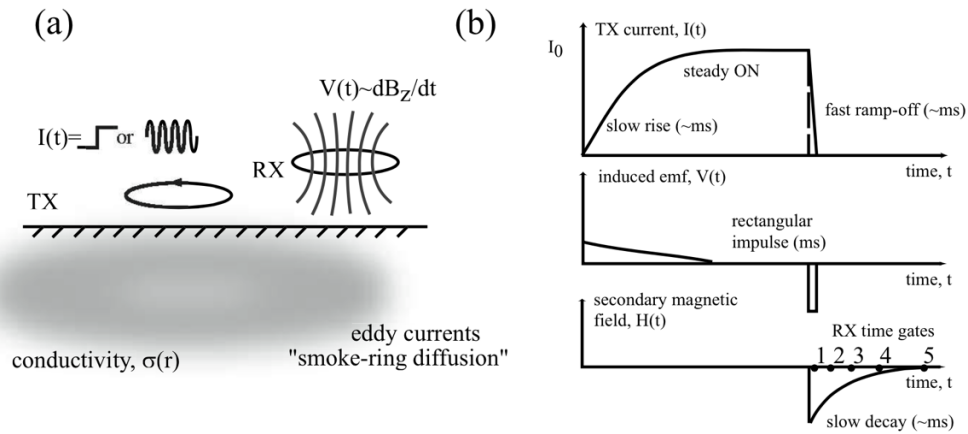 (a)
V(t)~dBZ/dt
I(t)= or
RX
TX
eddy currents
"smoke-ring diffusion"
conductivity, σ(r)
(b)
TX current, I(t)
I0
steady ON
fast ramp-off (~ms)
slow rise (~ms)
time, t
induced emf, V(t)
rectangular
impulse (ms)
time, t
secondary magnetic
field, H(t)
RX time gates
1 2 3 4 5
time, t
slow decay (~ms)